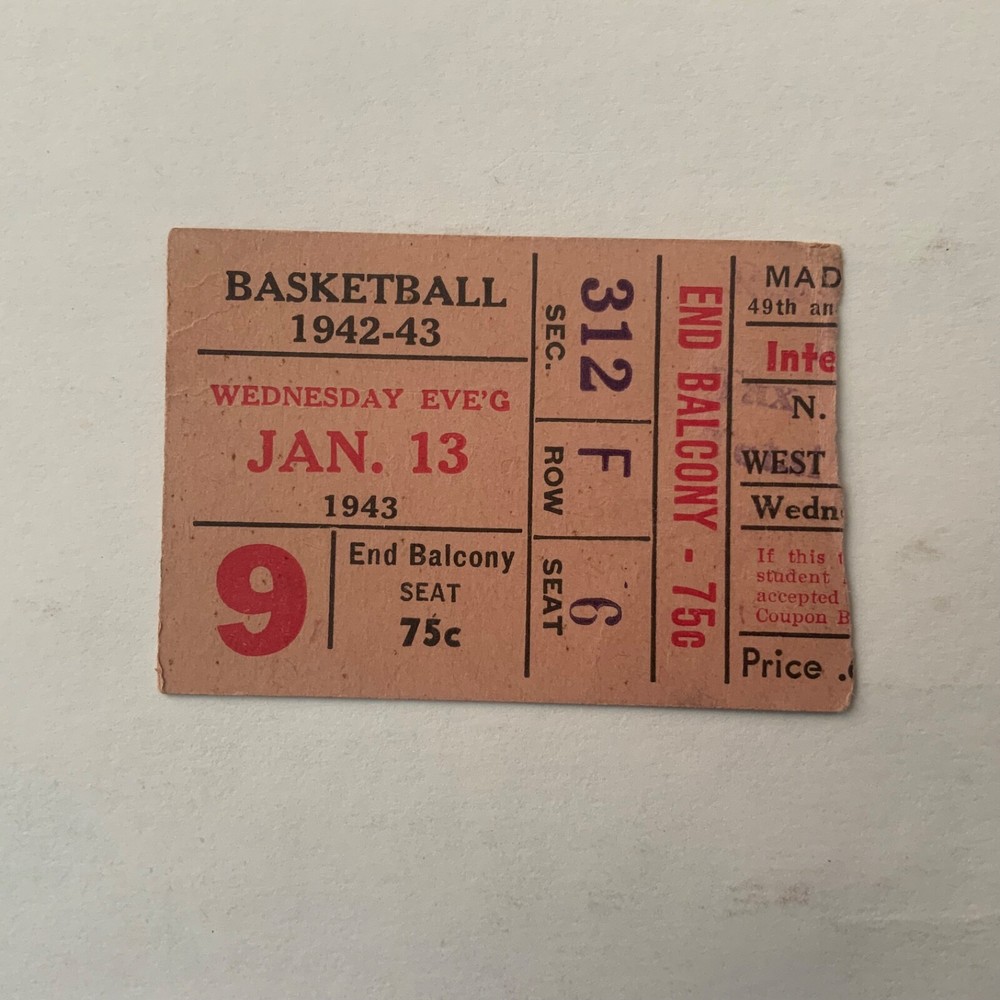 BASKETBALL
1942-43
WEDNESDAY EVE'G
JAN. 13
1943
9
End Balcony
SEAT
75c
SEC. 312
ROW F
SEAT 6
END BALCONY - 75c
MAD
49th an
Inte
N.
WEST
Wedn
If this t
student
accepted
Coupon B
Price .